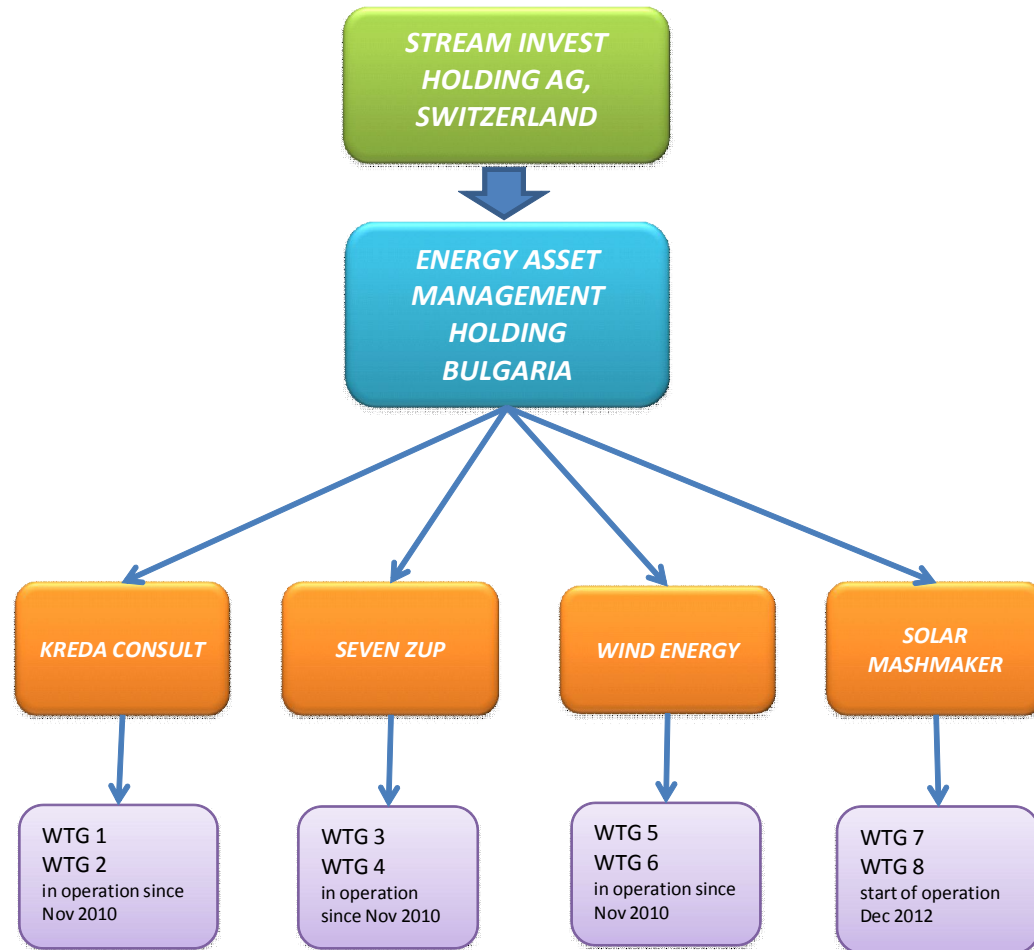 STREAM INVEST
HOLDING AG,
SWITZERLAND
ENERGY ASSET
MANAGEMENT
HOLDING
BULGARIA
KREDA CONSULT
SEVEN ZUP
WIND ENERGY
SOLAR
MASHMAKER
WTG 1
WTG 2
in operation since
Nov 2010
WTG 3
WTG 4
in operation
since Nov 2010
WTG 5
WTG 6
in operation since
Nov 2010
WTG 7
WTG 8
start of operation
Dec 2012